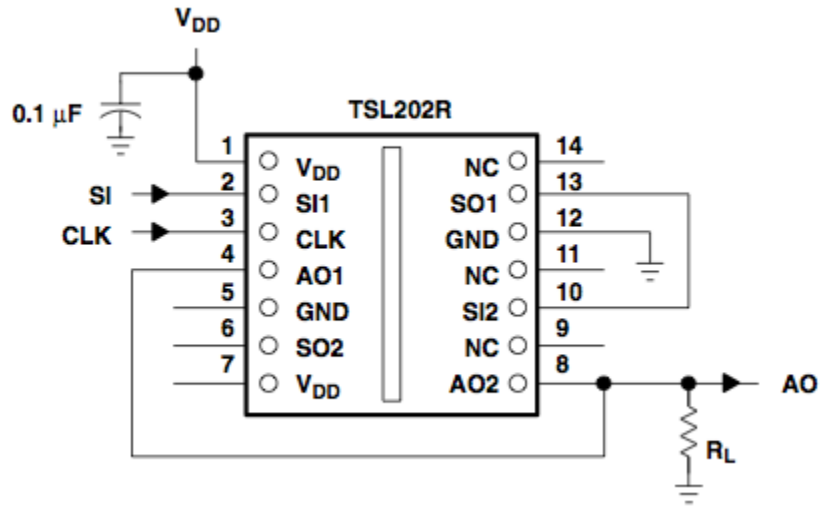 VDD
0.1 μF
TSL202R
1 VDD NC 14
SI 2 SI1 SO1 13
CLK 3 CLK GND 12
4 AO1 NC 11
5 GND SI2 10
6 SO2 NC 9
7 VDD AO2 8 AO
RL